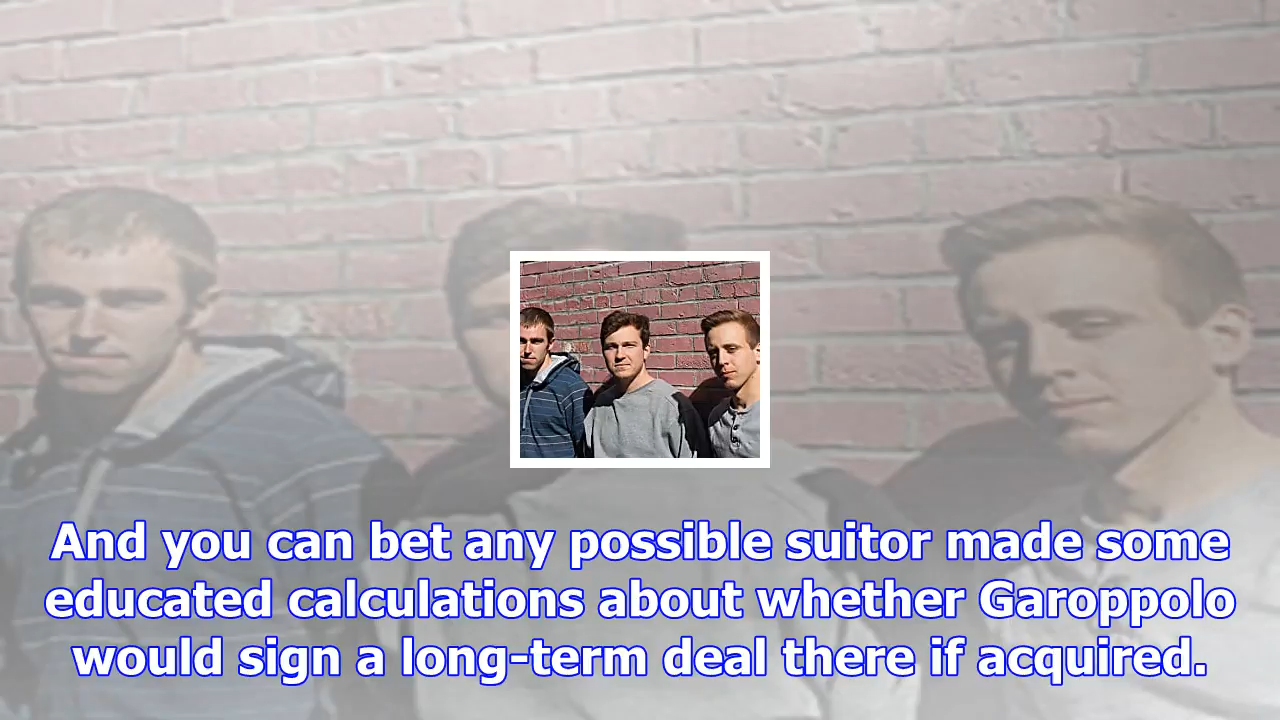 And you can bet any possible suitor made some
educated calculations about whether Garoppolo
would sign a long-term deal there if acquired.